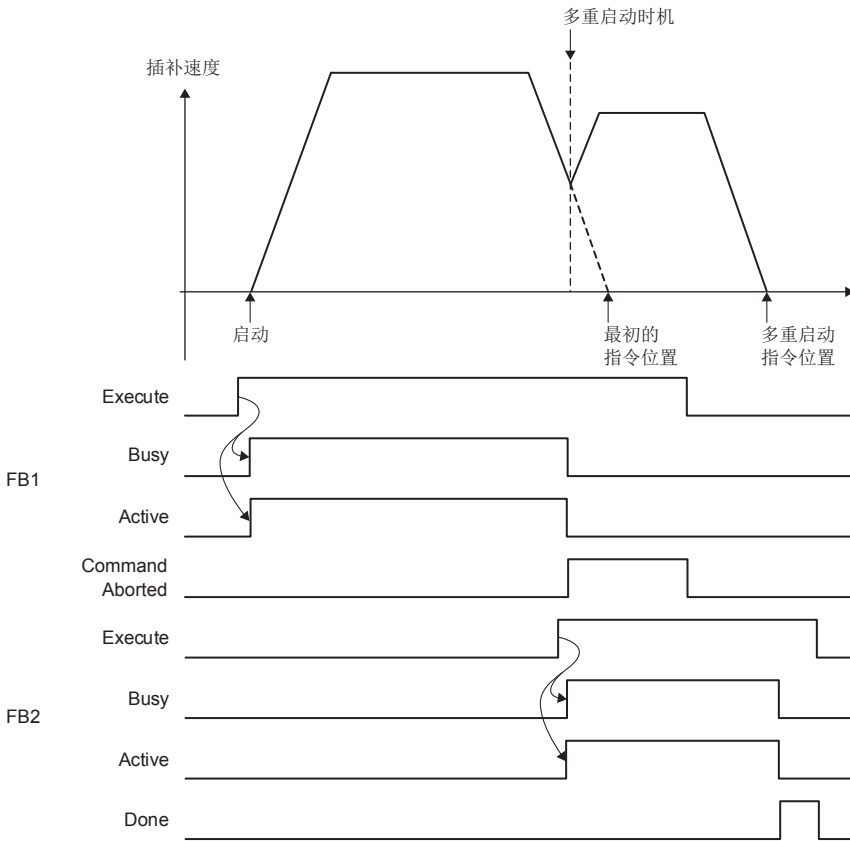 多重启动时机
插补速度
启动
最初的
指令位置
多重启动
指令位置
Execute
Busy
FB1
Active
Command
Aborted
Execute
Busy
FB2
Active
Done